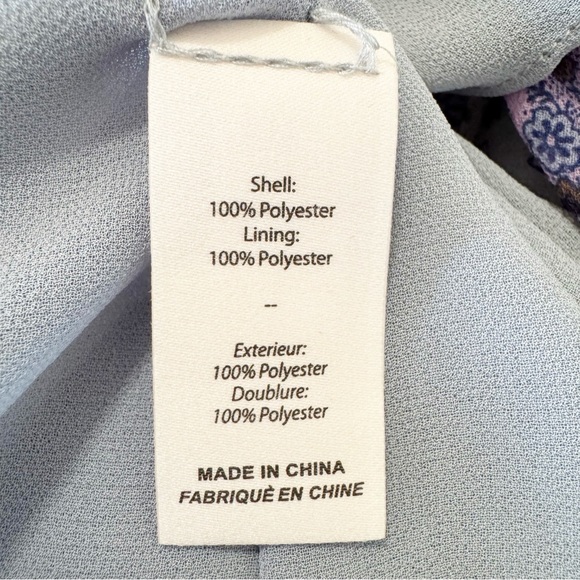 Shell:
100% Polyester
Lining:
100% Polyester
--
Exterieur:
100% Polyester
Doublure:
100% Polyester
MADE IN CHINA
FABRIQUÈ EN CHINE